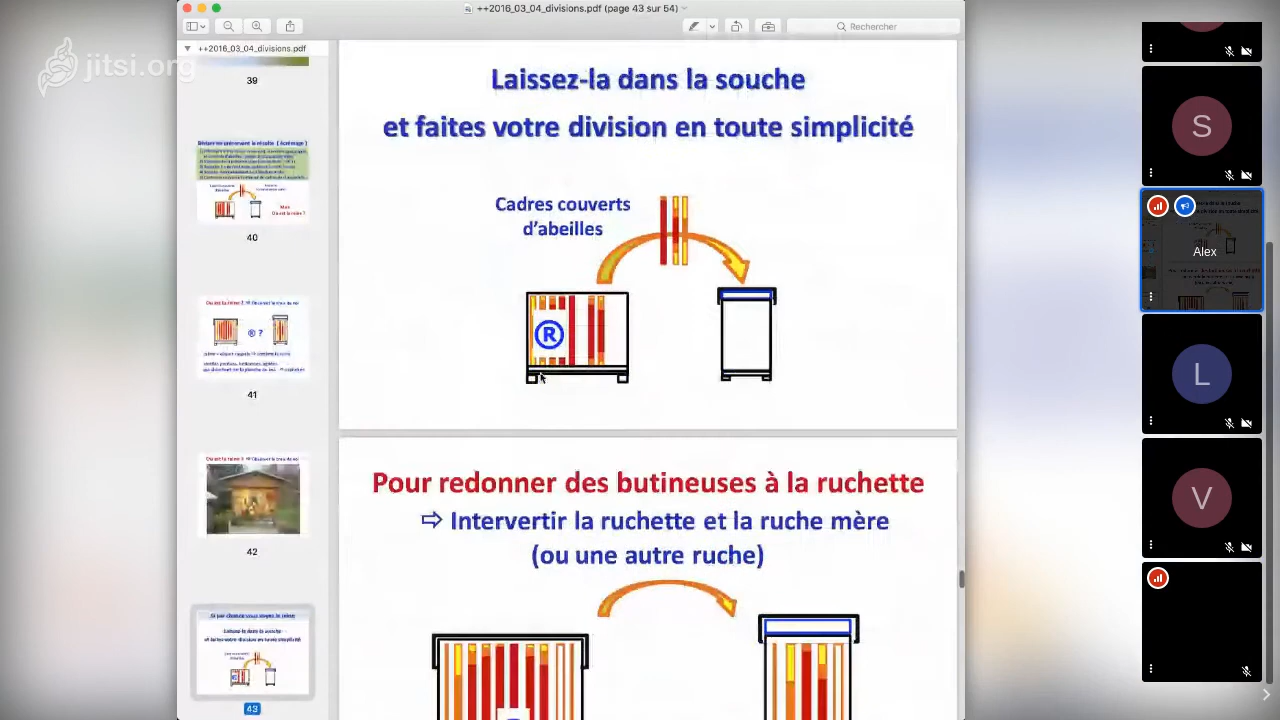 ++2016_03_04_divisions.pdf (page 43 sur 54)
Rechercher
++2016_03_04_divisions.pdf
jitsi.org
39
40
41
42
43
Laissez-la dans la souche
et faites votre division en toute simplicité
Cadres couverts
d'abeilles
®
Pour redonner des butineuses à la ruchette
⇨ Intervertir la ruchette et la ruche mère
(ou une autre ruche)
S
Alex
L
V